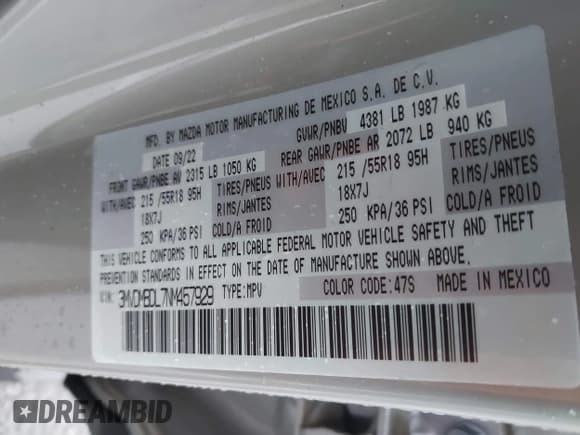 MFD. BY MAZDA MOTOR MANUFACTURING DE MEXICO S.A. DE C.V.
DATE 09/22 GVWR/PNBV 4381 LB 1987 KG
FRONT GAWR/PNBE AV 2315 LB 1050 KG REAR GAWR/PNBE AR 2072 LB 940 KG
WITH/AVEC 215 /55R18 95H TIRES/PNEUS WITH/AVEC 215 /55R18 95H TIRES/PNEUS
18X7J RIMS/JANTES 18X7J RIMS/JANTES
250 KPA/36 PSI COLD/A FROID 250 KPA/36 PSI COLD/A FROID
THIS VEHICLE CONFORMS TO ALL APPLICABLE FEDERAL MOTOR VEHICLE SAFETY AND THEFT
PREVENTION STANDARDS IN EFFECT ON THE DATE OF MANUFACTURE SHOWN ABOVE.
VIN: 3MVDMBDL7NM457929 TYPE:MPV COLOR CODE:47S MADE IN MEXICO
DREAMBID